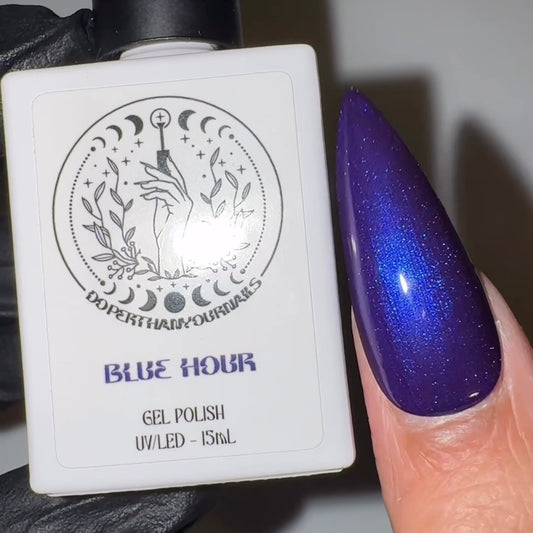 DOPERTHANYOURNAILS
BLUE HOUR
GEL POLISH
UV/LED - 15mL